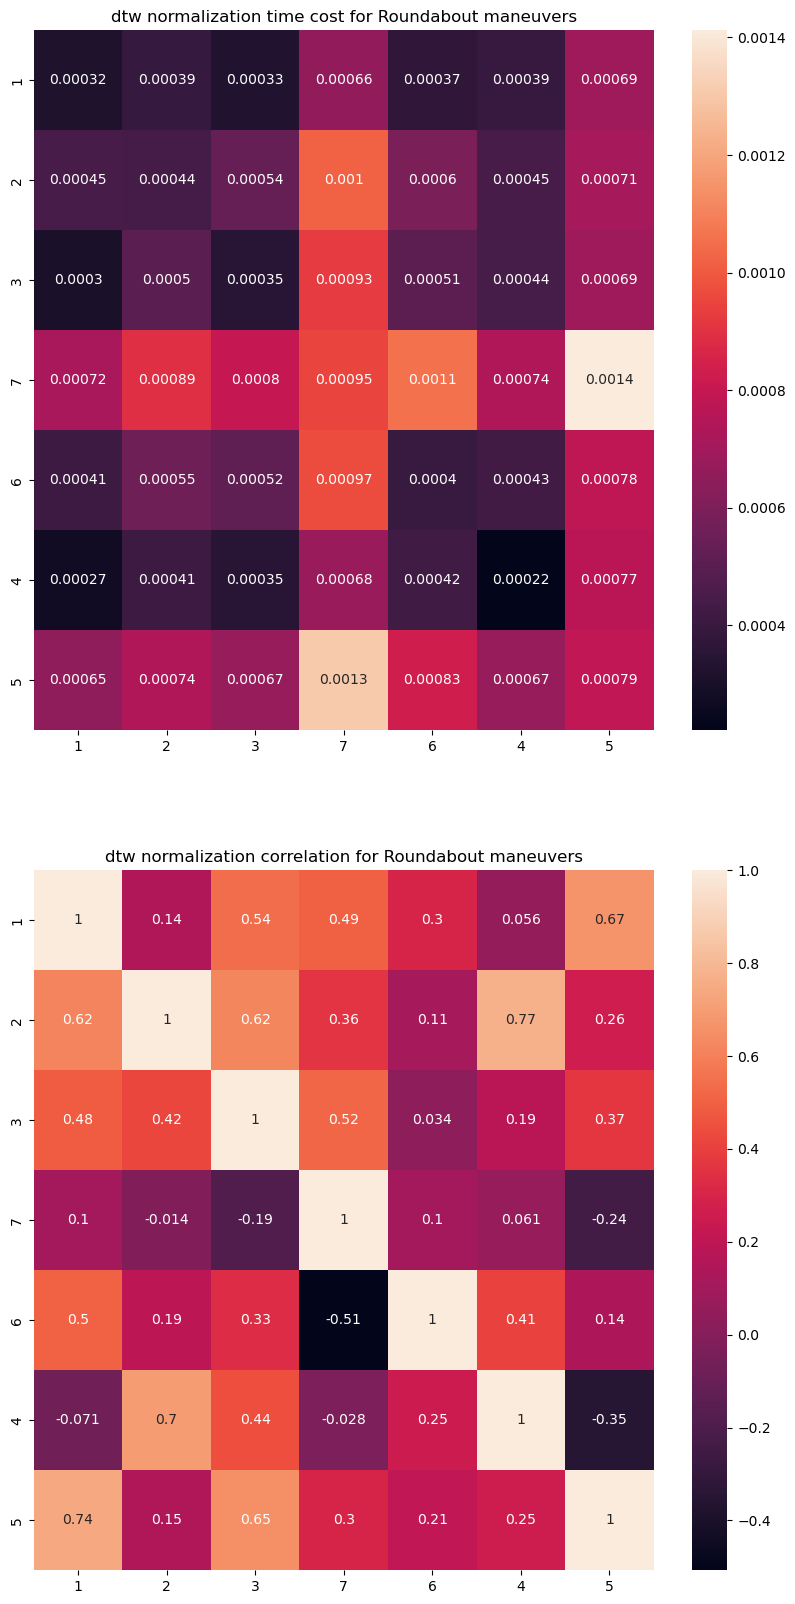 dtw normalization time cost for Roundabout maneuvers
1 0.00032 0.00039 0.00033 0.00066 0.00037 0.00039 0.00069
2 0.00045 0.00044 0.00054 0.001 0.0006 0.00045 0.00071
3 0.0003 0.0005 0.00035 0.00093 0.00051 0.00044 0.00069
7 0.00072 0.00089 0.0008 0.00095 0.0011 0.00074 0.0014
6 0.00041 0.00055 0.00052 0.00097 0.0004 0.00043 0.00078
4 0.00027 0.00041 0.00035 0.00068 0.00042 0.00022 0.00077
5 0.00065 0.00074 0.00067 0.0013 0.00083 0.00067 0.00079
1 2 3 7 6 4 5
0.0014
0.0012
0.0010
0.0008
0.0006
0.0004
dtw normalization correlation for Roundabout maneuvers
1 1 0.14 0.54 0.49 0.3 0.056 0.67
2 0.62 1 0.62 0.36 0.11 0.77 0.26
3 0.48 0.42 1 0.52 0.034 0.19 0.37
7 0.1 -0.014 -0.19 1 0.1 0.061 -0.24
6 0.5 0.19 0.33 -0.51 1 0.41 0.14
4 -0.071 0.7 0.44 -0.028 0.25 1 -0.35
5 0.74 0.15 0.65 0.3 0.21 0.25 1
1 2 3 7 6 4 5
1.0
0.8
0.6
0.4
0.2
0.0
−0.2
−0.4